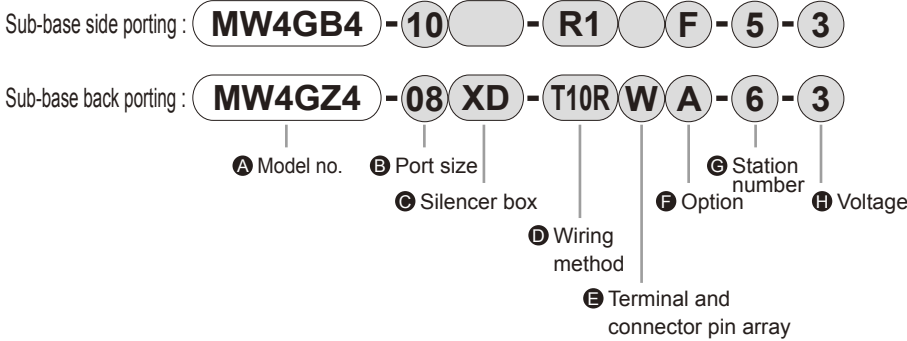 Sub-base side porting : MW4GB4 - 10 - R1 F - 5 - 3
Sub-base back porting : MW4GZ4 - 08 XD - T10R W A - 6 - 3
A Model no.
B Port size
C Silencer box
D Wiring
method
E Terminal and
connector pin array
F Option
G Station
number
H Voltage